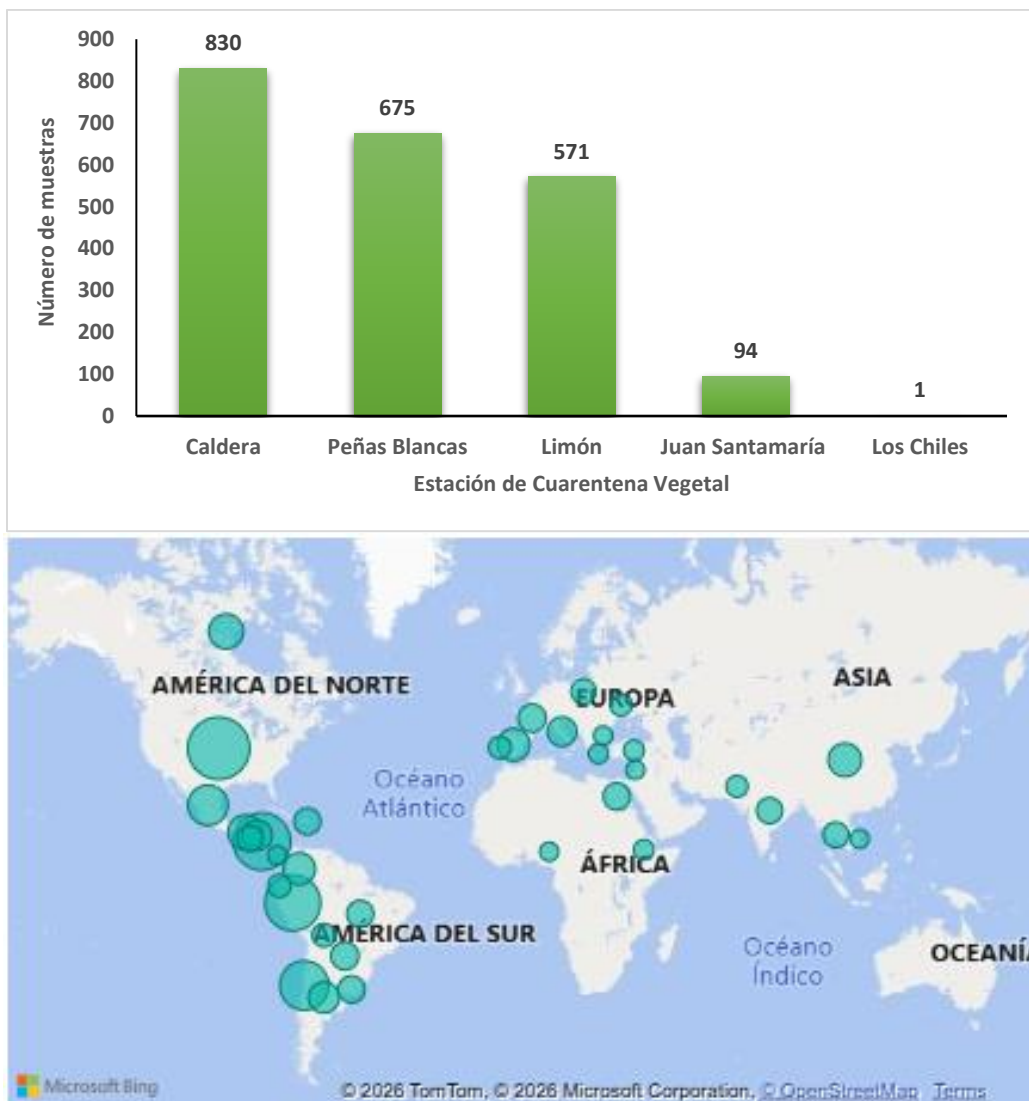 900
800
700
600
500
400
300
200
100
0
Número de muestras
830
675
571
94
1
Caldera
Peñas Blancas
Limón
Juan Santamaría
Los Chiles
Estación de Cuarentena Vegetal
AMÉRICA DEL NORTE
EUROPA
ASIA
Océano
Atlántico
ÁFRICA
AMÉRICA DEL SUR
Océano
Índico
OCEANÍA
Microsoft Bing
© 2026 TomTom, © 2026 Microsoft Corporation, © OpenStreetMap Terms